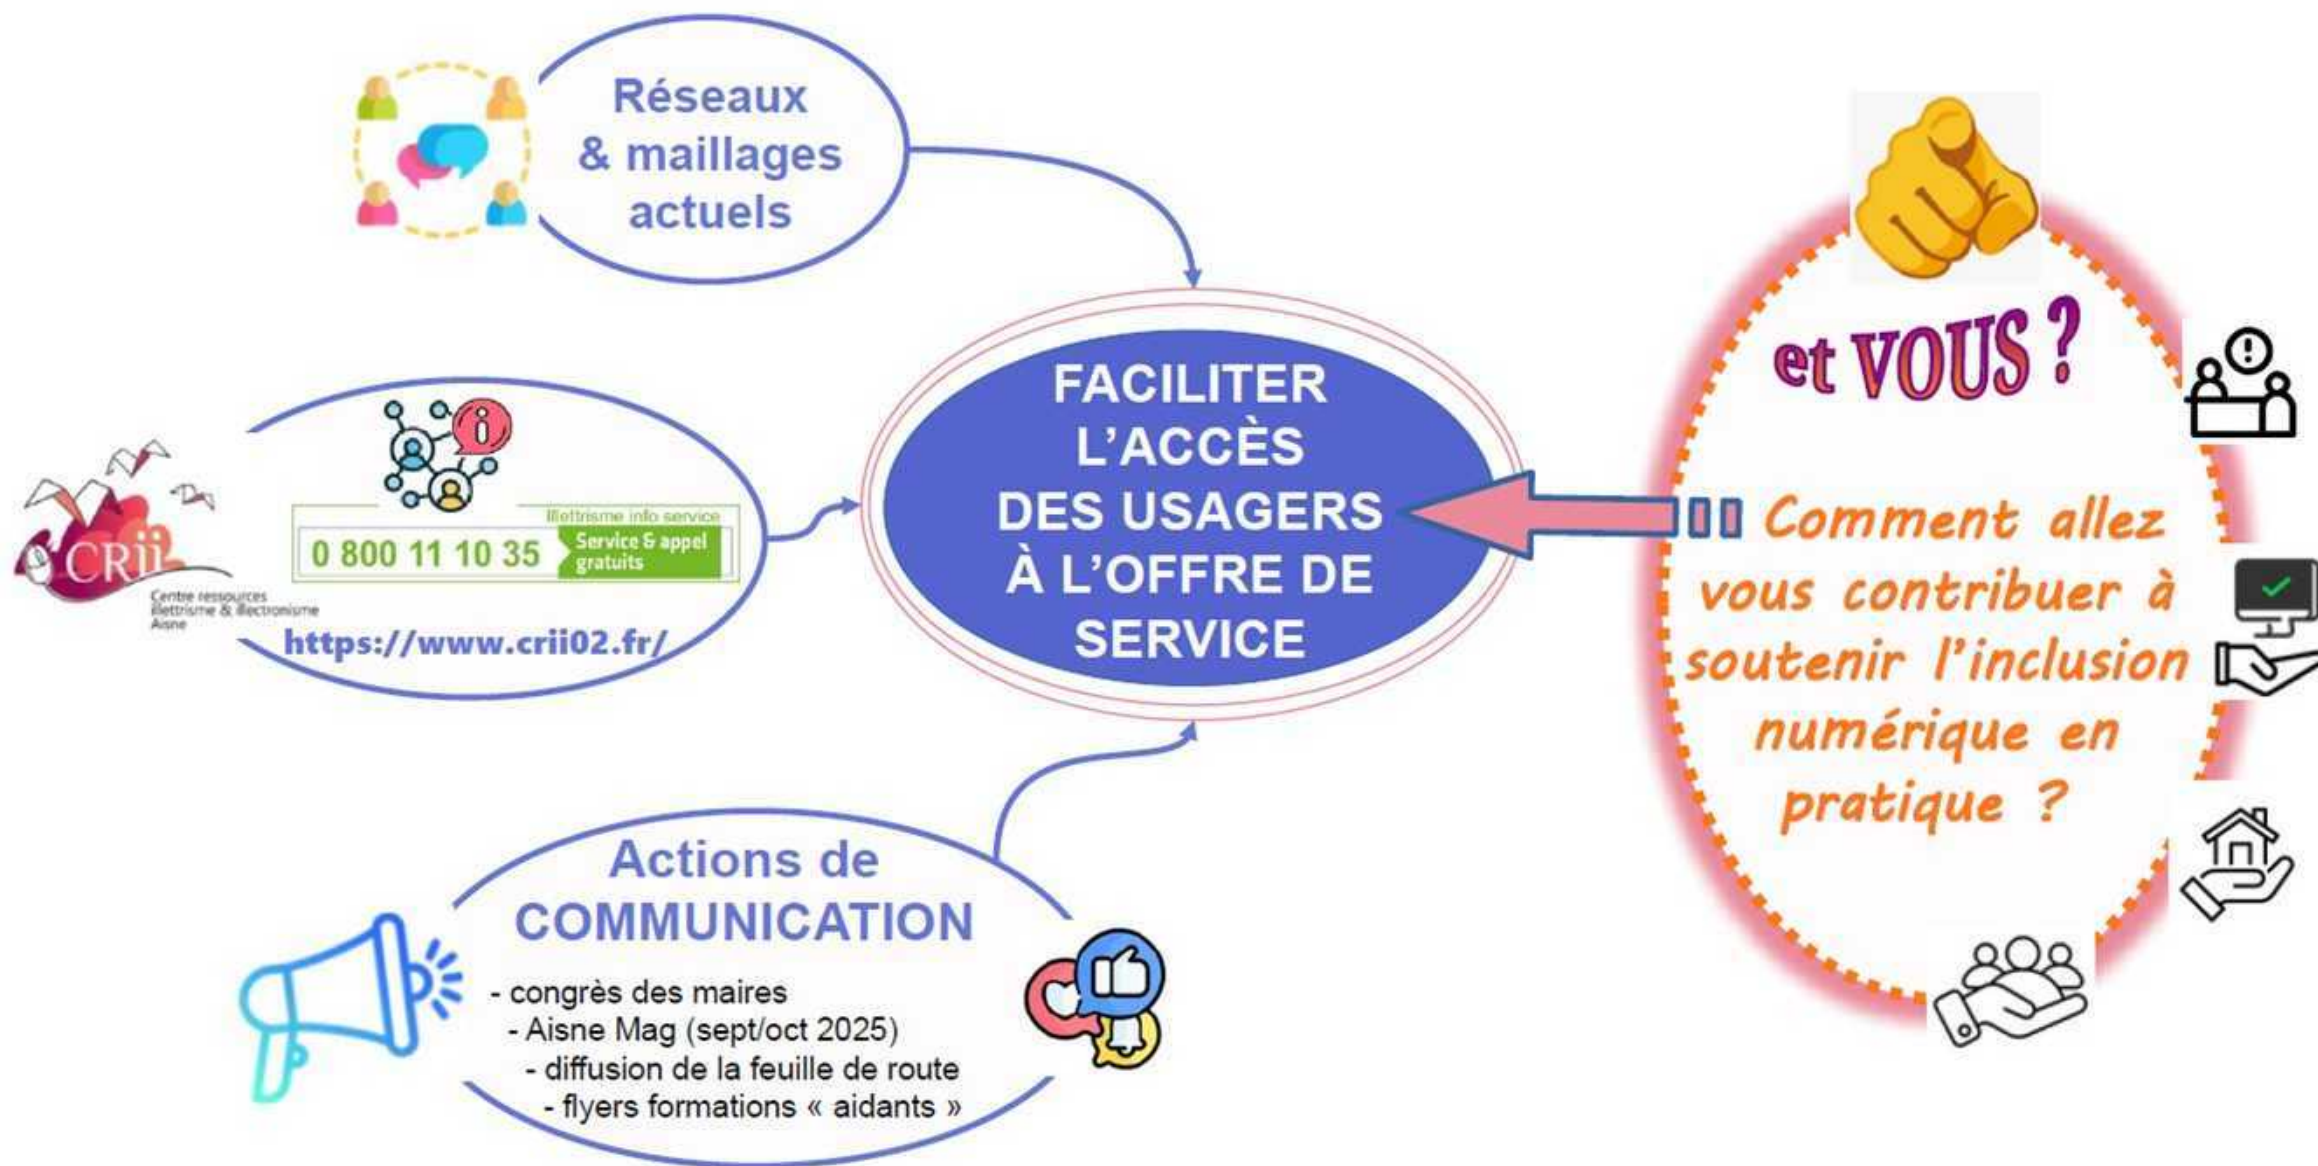 Réseaux
& maillages
actuels
CRii
Centre ressources
illettrisme & illectronisme
Aisne
Illettrisme info service
0 800 11 10 35
Service & appel
gratuits
https://www.crii02.fr/
Actions de
COMMUNICATION
- congrès des maires
- Aisne Mag (sept/oct 2025)
- diffusion de la feuille de route
- flyers formations « aidants »
FACILITER
L'ACCÈS
DES USAGERS
À L'OFFRE DE
SERVICE
et VOUS ?
Comment allez
vous contribuer à
soutenir l'inclusion
numérique en
pratique ?